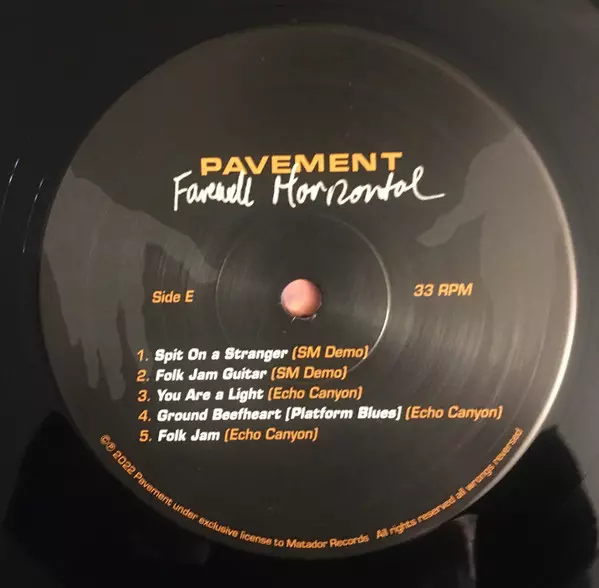 PAVEMENT
Farewell Horizontal
Side E
33 RPM
1. Spit On a Stranger (SM Demo)
2. Folk Jam Guitar (SM Demo)
3. You Are a Light (Echo Canyon)
4. Ground Beefheart [Platform Blues] (Echo Canyon)
5. Folk Jam (Echo Canyon)
©℗ 2022 Pavement under exclusive license to Matador Records All rights reserved all wrongs reversed